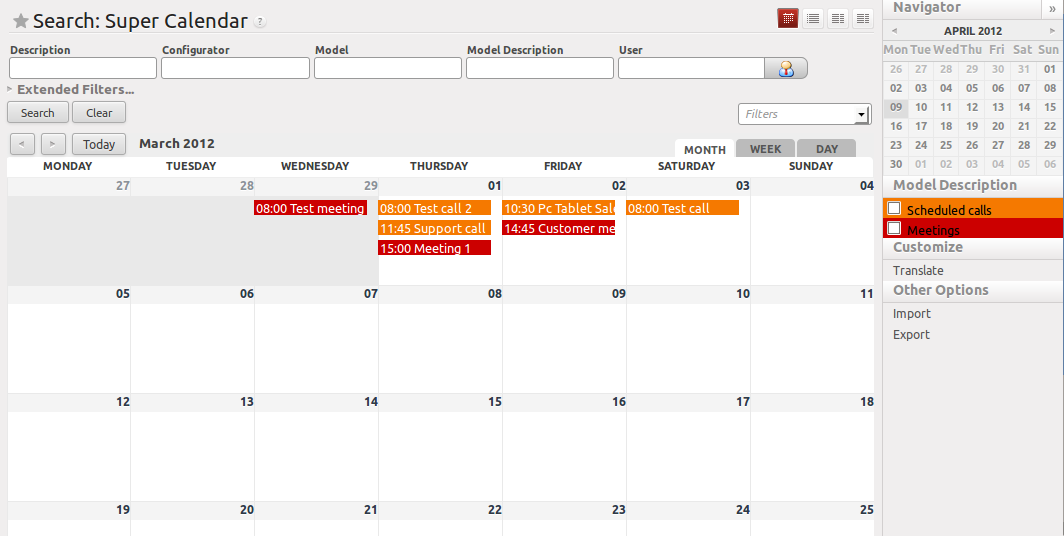 Search: Super Calendar ?
Description Configurator Model Model Description User
Extended Filters...
Search Clear
Filters
Today March 2012 MONTH WEEK DAY
MONDAY TUESDAY WEDNESDAY THURSDAY FRIDAY SATURDAY SUNDAY
27 28 29 01 02 03 04
08:00 Test meeting 08:00 Test call 2 10:30 Pc Tablet Sal 08:00 Test call
11:45 Support call 14:45 Customer me
15:00 Meeting 1
05 06 07 08 09 10 11
12 13 14 15 16 17 18
19 20 21 22 23 24 25
Navigator »
APRIL 2012
Mon Tue Wed Thu Fri Sat Sun
26 27 28 29 30 31 01
02 03 04 05 06 07 08
09 10 11 12 13 14 15
16 17 18 19 20 21 22
23 24 25 26 27 28 29
30 01 02 03 04 05 06
Model Description
Scheduled calls
Meetings
Customize
Translate
Other Options
Import
Export